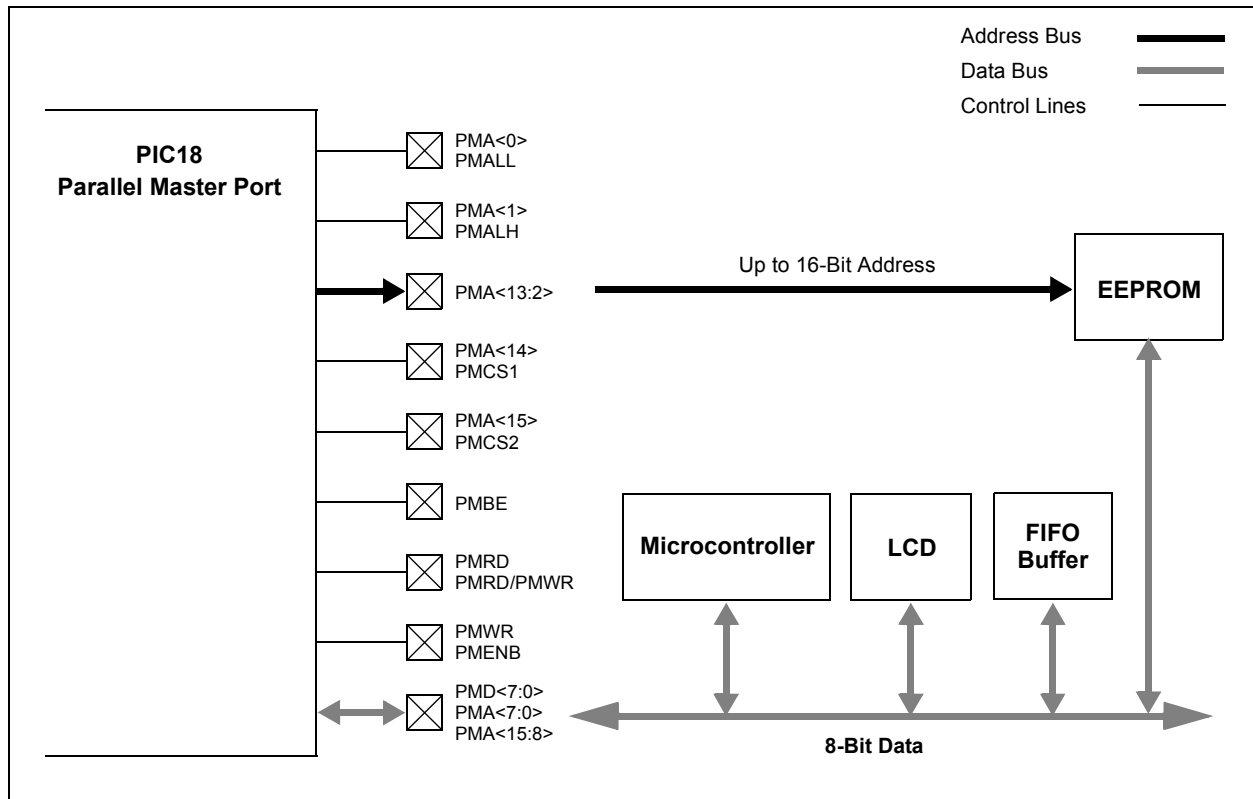 Address Bus
Data Bus
Control Lines
PIC18
Parallel Master Port
PMA<0>
PMALL
PMA<1>
PMALH
PMA<13:2>
Up to 16-Bit Address
EEPROM
PMA<14>
PMCS1
PMA<15>
PMCS2
PMBE
Microcontroller
LCD
FIFO
Buffer
PMRD
PMRD/PMWR
PMWR
PMENB
PMD<7:0>
PMA<7:0>
PMA<15:8>
8-Bit Data